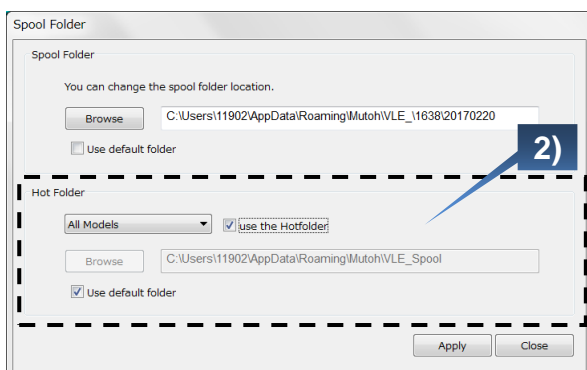 Spool Folder
Spool Folder
You can change the spool folder location.
Browse
C:\Users\11902\AppData\Roaming\Mutoh\VLE_\1638\20170220
Use default folder
2)
Hot Folder
All Models
use the Hotfolder
Browse
C:\Users\11902\AppData\Roaming\Mutoh\VLE_Spool
Use default folder
Apply
Close